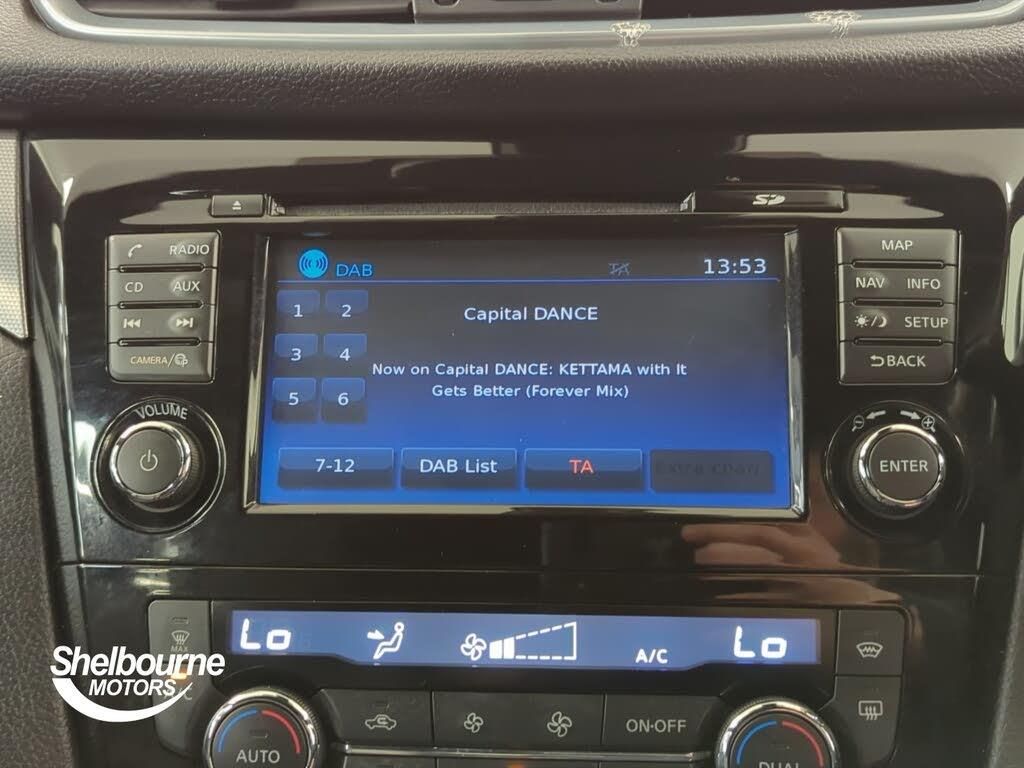 SD
RADIO
MAP
DAB
TA
13:53
CD AUX
NAV INFO
1 2
Capital DANCE
SETUP
3 4
CAMERA/
BACK
Now on Capital DANCE: KETTAMA with It
Gets Better (Forever Mix)
5 6
VOLUME
7-12
DAB List
TA
ENTER
Lo
A/C
Lo
MAX
Shelbourne
MOTORS
ON·OFF
AUTO
DUAL